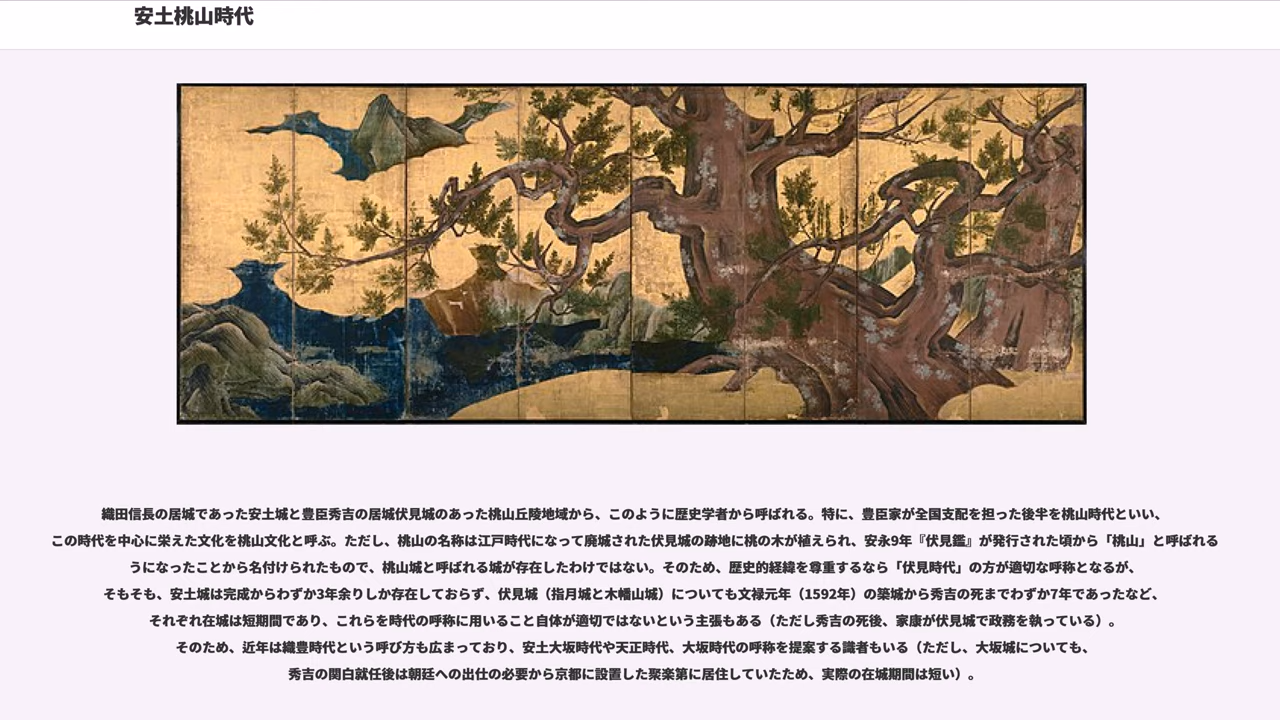 安土桃山時代
織田信長の居城であった安土城と豊臣秀吉の居城伏見城のあった桃山丘陵地域から、このように歴史学者から呼ばれる。特に、豊臣家が全国支配を担った後半を桃山時代といい、
この時代を中心に栄えた文化を桃山文化と呼ぶ。ただし、桃山の名称は江戸時代になって廃城された伏見城の跡地に桃の木が植えられ、安永9年『伏見鑑』が発行された頃から「桃山」と呼ばれる
うになったことから名付けられたもので、桃山城と呼ばれる城が存在したわけではない。そのため、歴史的経緯を尊重するなら「伏見時代」の方が適切な呼称となるが、
そもそも、安土城は完成からわずか3年余りしか存在しておらず、伏見城（指月城と木幡山城）についても文禄元年（1592年）の築城から秀吉の死までわずか7年であったなど、
それぞれ在城は短期間であり、これらを時代の呼称に用いること自体が適切ではないという主張もある（ただし秀吉の死後、家康が伏見城で政務を執っている）。
そのため、近年は織豊時代という呼び方も広まっており、安土大坂時代や天正時代、大坂時代の呼称を提案する識者もいる（ただし、大坂城についても、
秀吉の関白就任後は朝廷への出仕の必要から京都に設置した聚楽第に居住していたため、実際の在城期間は短い）。